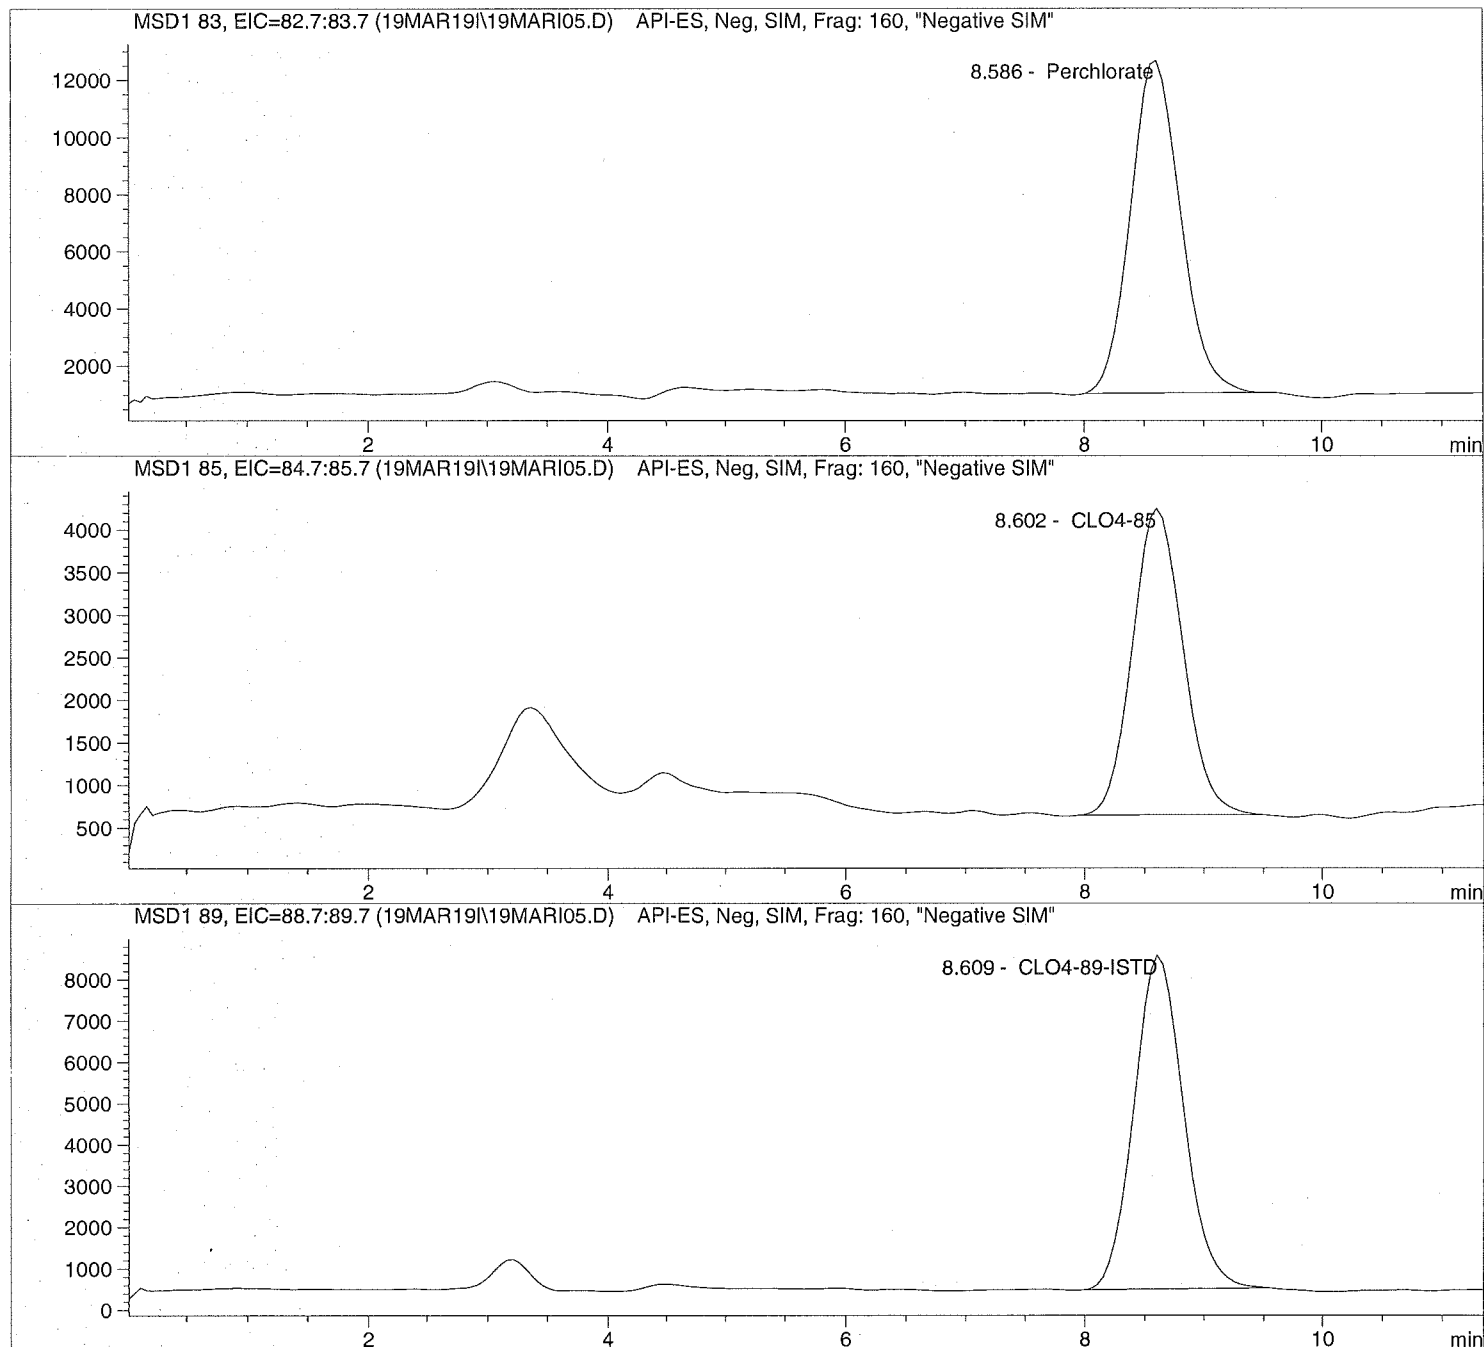 MSD1 83, EIC=82.7:83.7 (19MAR19I\19MARI05.D)    API-ES, Neg, SIM, Frag: 160, "Negative SIM"
8.586 -  Perchlorate
12000
10000
8000
6000
4000
2000
2 4 6 8 10 min
MSD1 85, EIC=84.7:85.7 (19MAR19I\19MARI05.D)    API-ES, Neg, SIM, Frag: 160, "Negative SIM"
8.602 -  CLO4-85
4000
3500
3000
2500
2000
1500
1000
500
2 4 6 8 10 min
MSD1 89, EIC=88.7:89.7 (19MAR19I\19MARI05.D)    API-ES, Neg, SIM, Frag: 160, "Negative SIM"
8.609 -  CLO4-89-ISTD
8000
7000
6000
5000
4000
3000
2000
1000
0
2 4 6 8 10 min